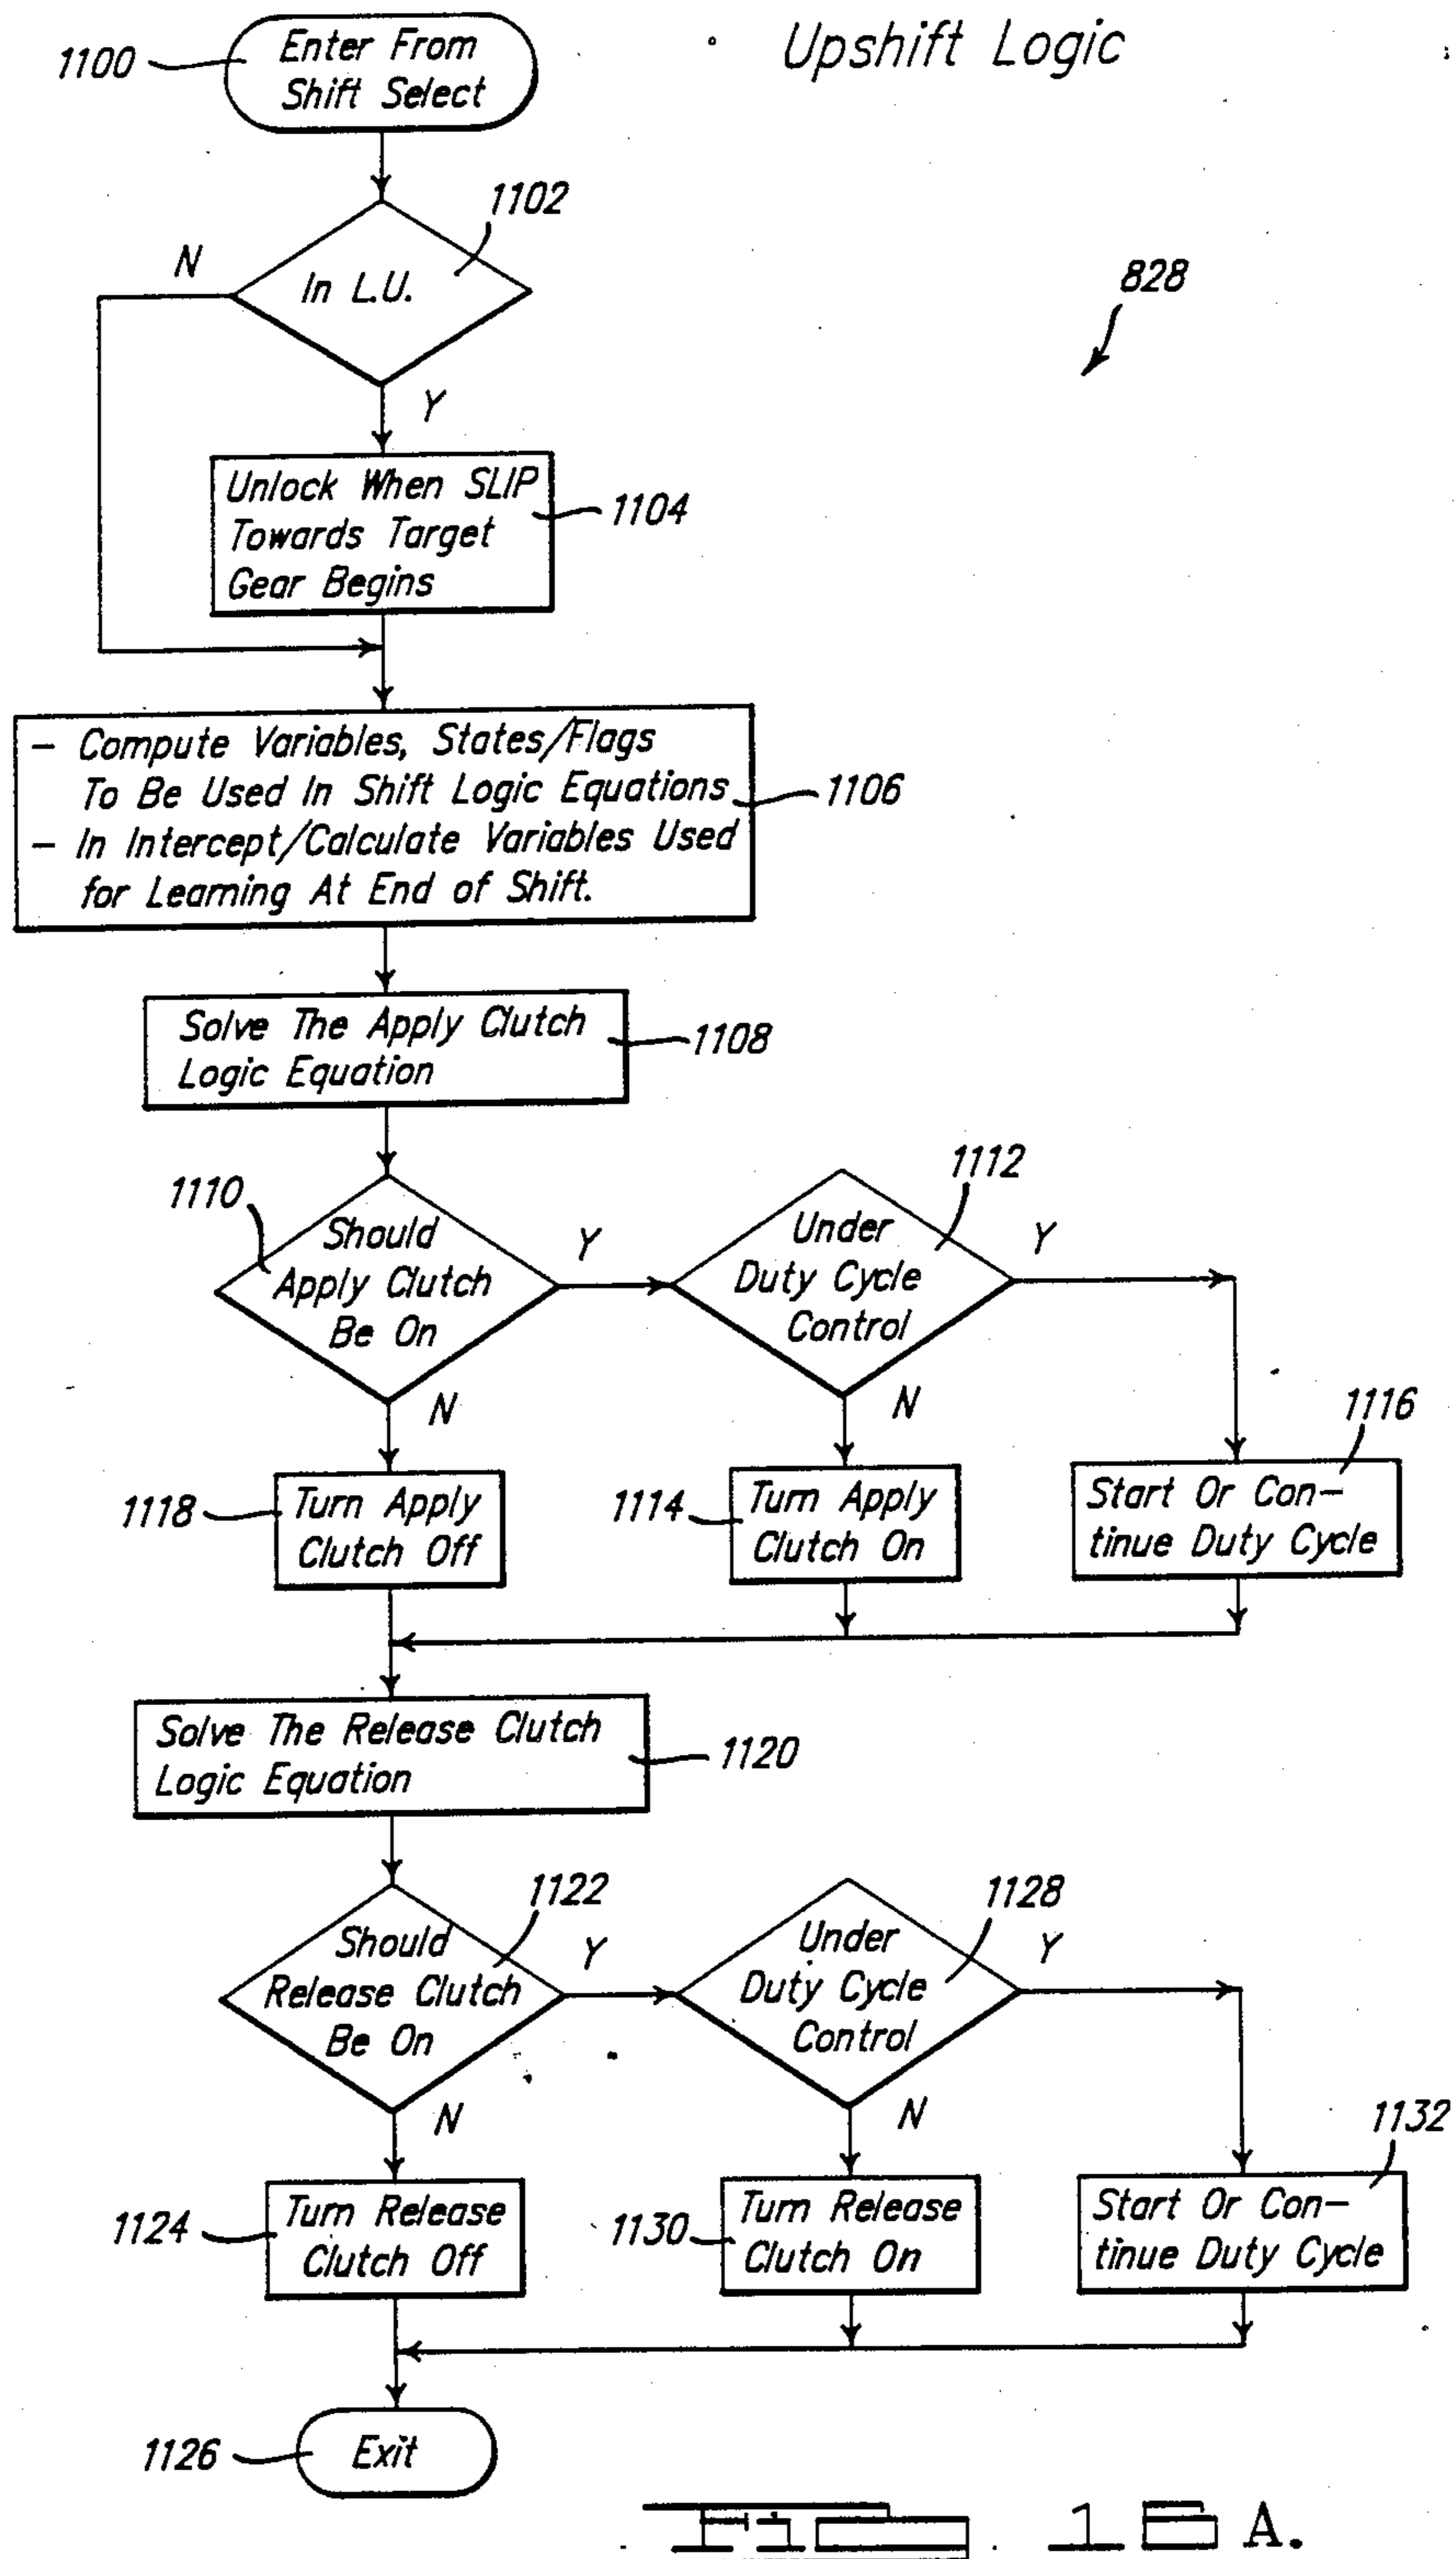 Upshift Logic
1100
Enter From
Shift Select
1102
N
In L.U.
828
Y
Unlock When SLIP
Towards Target
Gear Begins
1104
- Compute Variables, States/Flags
To Be Used In Shift Logic Equations
- In Intercept/Calculate Variables Used
for Learning At End of Shift.
1106
Solve The Apply Clutch
Logic Equation
1108
1110
Should
Apply Clutch
Be On
Y
1112
Under
Duty Cycle
Control
Y
N
N
1116
1118
Turn Apply
Clutch Off
1114
Turn Apply
Clutch On
Start Or Con-
tinue Duty Cycle
Solve The Release Clutch
Logic Equation
1120
1122
Should
Release Clutch
Be On
Y
1128
Under
Duty Cycle
Control
Y
N
N
1132
1124
Turn Release
Clutch Off
1130
Turn Release
Clutch On
Start Or Con-
tinue Duty Cycle
1126
Exit
A.